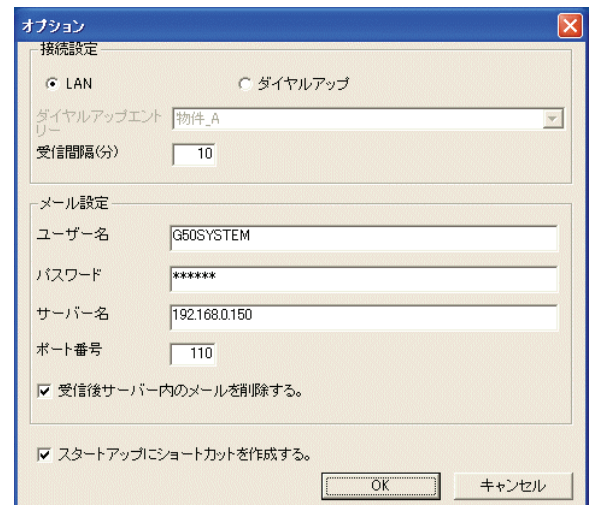 オプション
接続設定
LAN
ダイヤルアップ
ダイヤルアップエント
リー
物件_A
受信間隔(分)
10
メール設定
ユーザー名
G50SYSTEM
パスワード
******
サーバー名
192.168.0.150
ポート番号
110
受信後サーバー内のメールを削除する。
スタートアップにショートカットを作成する。
OK
キャンセル